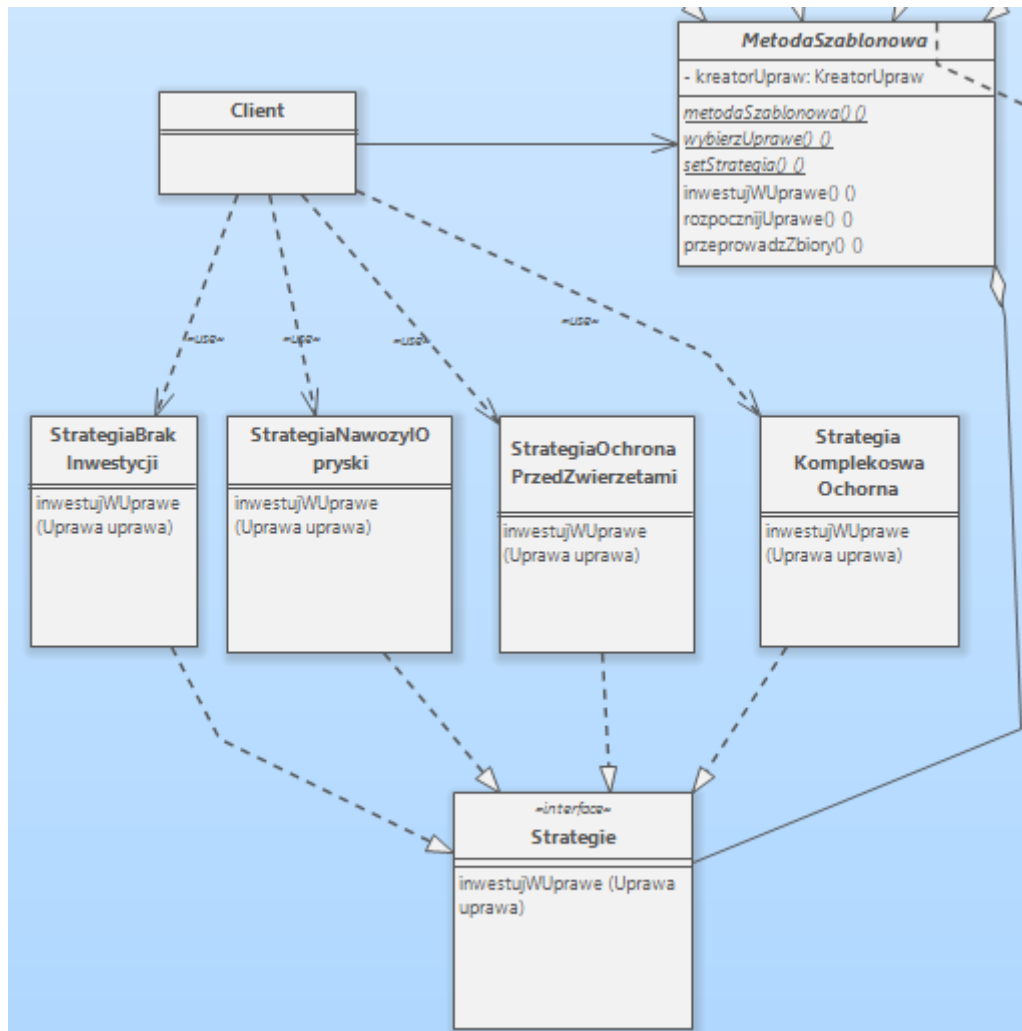 MetodaSzablonowa
- kreatorUpraw: KreatorUpraw
metodaSzablonowa() ()
wybierzUprawe() ()
setStrategia() ()
inwestujWUprawe() ()
rozpocznijUprawe() ()
przeprowadzZbiory() ()
Client
«use»
«use»
«use»
«use»
StrategiaBrak
Inwestycji
inwestujWUprawe
(Uprawa uprawa)
StrategiaNawozyIO
pryski
inwestujWUprawe
(Uprawa uprawa)
StrategiaOchrona
PrzedZwierzetami
inwestujWUprawe
(Uprawa uprawa)
Strategia
Komplekoswa
Ochorna
inwestujWUprawe
(Uprawa uprawa)
«interface»
Strategie
inwestujWUprawe (Uprawa
uprawa)